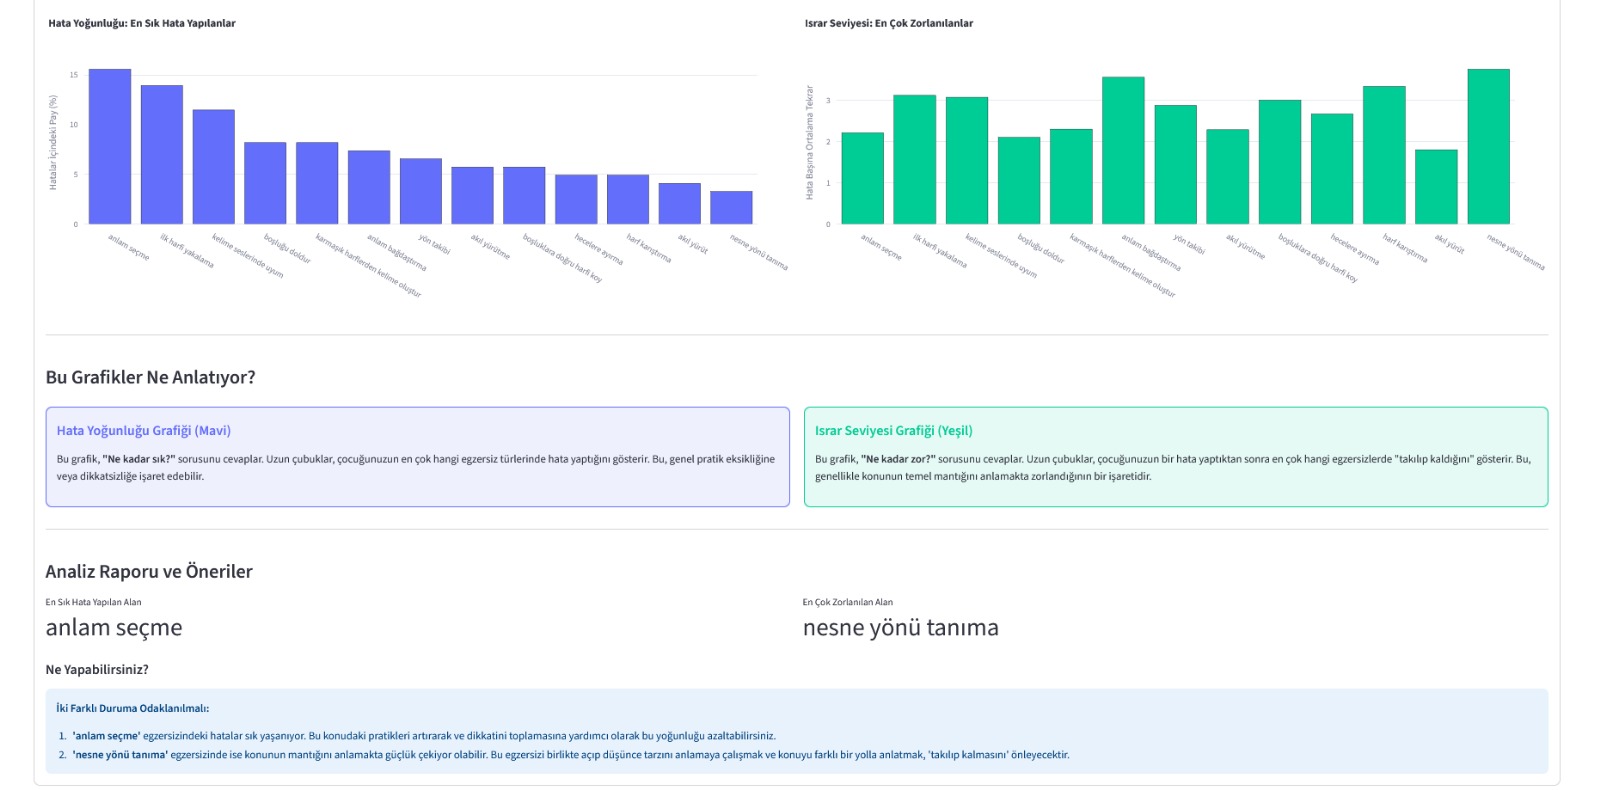 Hata Yoğunluğu: En Sık Hata Yapılanlar
Hatalar İçindeki Payı (%)
15
10
5
0
anlam seçme
ilk harfi yakalama
kelime seslerinde uyum
boşluğu doldur
karmaşık harflerden kelime oluştur
anlam bağdaştırma
yön takibi
akıl yürütme
boşluklara doğru harfi koy
hecelere ayırma
harf karıştırma
akıl yürüt
nesne yönü tanıma
Israr Seviyesi: En Çok Zorlanılanlar
Hata Başına Ortalama Tekrar
3
2
1
0
anlam seçme
ilk harfi yakalama
kelime seslerinde uyum
boşluğu doldur
karmaşık harflerden kelime oluştur
anlam bağdaştırma
yön takibi
akıl yürütme
boşluklara doğru harfi koy
hecelere ayırma
harf karıştırma
akıl yürüt
nesne yönü tanıma
Bu Grafikler Ne Anlatıyor?
Hata Yoğunluğu Grafiği (Mavi)
Bu grafik, "Ne kadar sık?" sorusunu cevaplar. Uzun çubuklar, çocuğunuzun en çok hangi egzersiz türlerinde hata yaptığını gösterir. Bu, genel pratik eksikliğine
veya dikkatsizliğe işaret edebilir.
Israr Seviyesi Grafiği (Yeşil)
Bu grafik, "Ne kadar zor?" sorusunu cevaplar. Uzun çubuklar, çocuğunuzun bir hata yaptıktan sonra en çok hangi egzersizlerde "takılıp kaldığını" gösterir. Bu,
genellikle konunun temel mantığını anlamakta zorlandığının bir işaretidir.
Analiz Raporu ve Öneriler
En Sık Hata Yapılan Alan
anlam seçme
En Çok Zorlanılan Alan
nesne yönü tanıma
Ne Yapabilirsiniz?
İki Farklı Duruma Odaklanılmalı:
1. 'anlam seçme' egzersizindeki hatalar sık yaşanıyor. Bu konudaki pratikleri artırarak ve dikkatini toplamasına yardımcı olarak bu yoğunluğu azaltabilirsiniz.
2. 'nesne yönü tanıma' egzersizinde ise konunun mantığını anlamakta güçlük çekiyor olabilir. Bu egzersizi birlikte açıp düşünce tarzını anlamaya çalışmak ve konuyu farklı bir yolla anlatmak, 'takılıp kalmasını' önleyecektir.